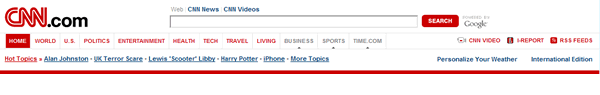 CNN.com
Web | CNN News | CNN Videos
SEARCH
POWERED BY
Google
HOME WORLD U.S. POLITICS ENTERTAINMENT HEALTH TECH TRAVEL LIVING BUSINESS SPORTS TIME.COM CNN VIDEO I-REPORT RSS FEEDS
Hot Topics » Alan Johnston • UK Terror Scare • Lewis 'Scooter' Libby • Harry Potter • iPhone • More Topics Personalize Your Weather International Edition